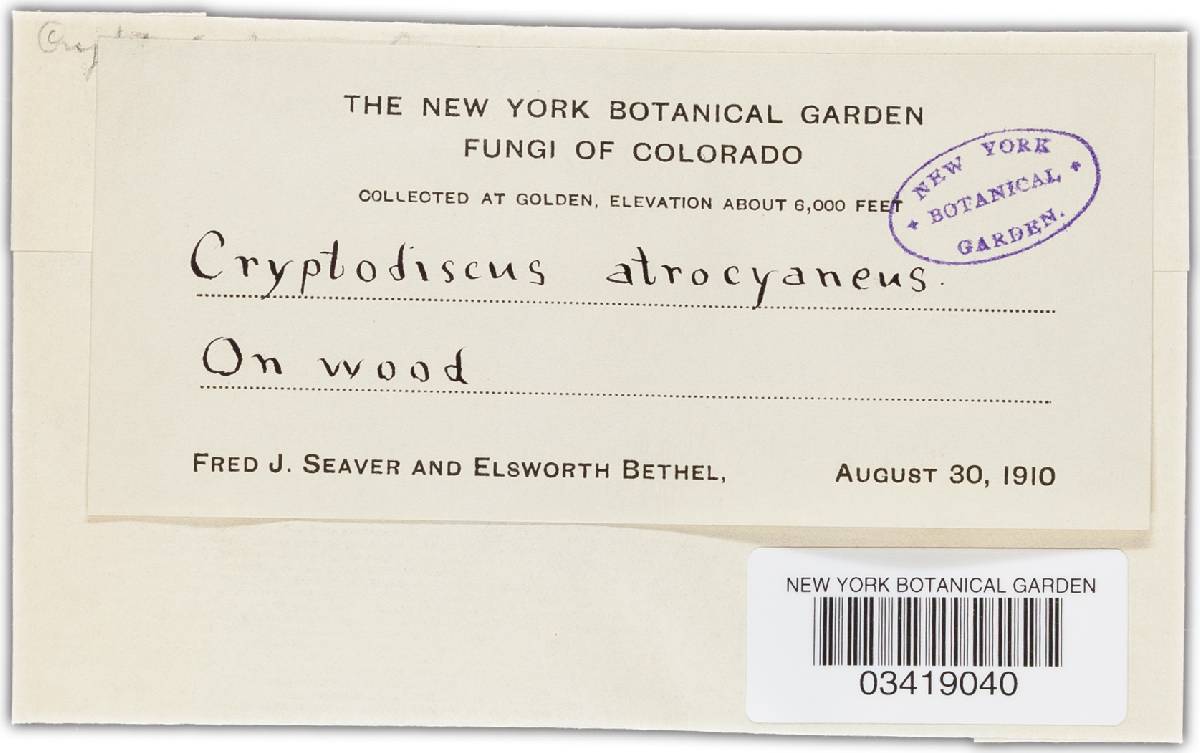 THE NEW YORK BOTANICAL GARDEN
FUNGI OF COLORADO
COLLECTED AT GOLDEN, ELEVATION ABOUT 6,000 FEET
NEW YORK
* BOTANICAL *
GARDEN.
Cryptodiscus atrocyaneus.
On wood
FRED J. SEAVER AND ELSWORTH BETHEL, AUGUST 30, 1910
NEW YORK BOTANICAL GARDEN
03419040